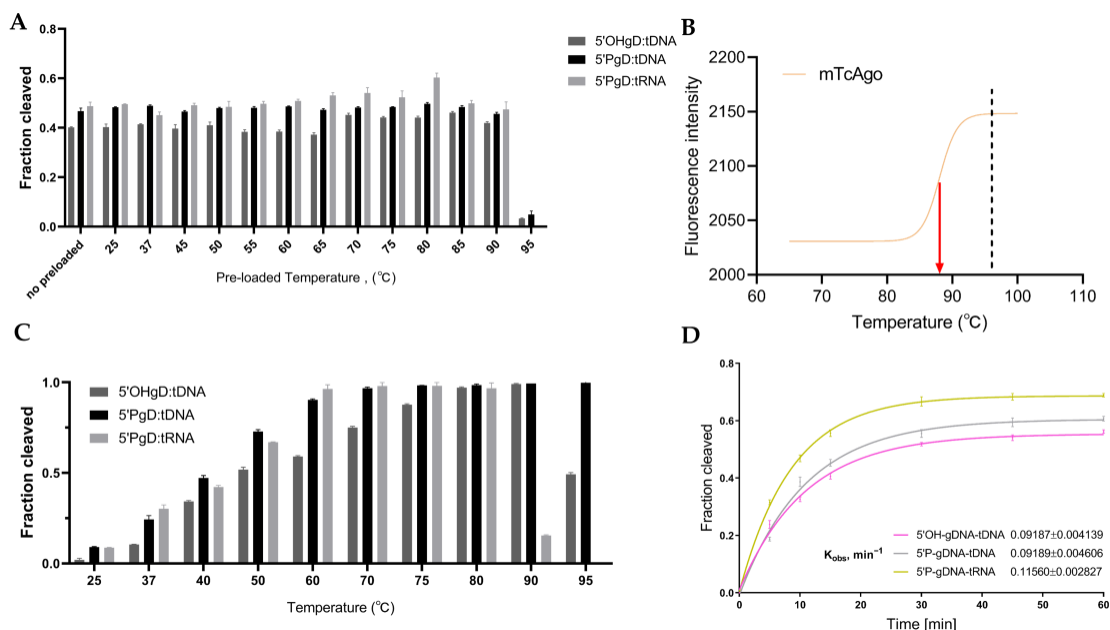 A
Fraction cleaved
0.8
0.6
0.4
0.2
0.0
5'OHgD:tDNA
5'PgD:tDNA
5'PgD:tRNA
no preloaded 25 37 45 50 55 60 65 70 75 80 85 90 95
Pre-loaded Temperature , (℃)
B
Fluorescence intensity
2200
2150
2100
2050
2000
mTcAgo
60 70 80 90 100 110
Temperature (℃)
C
Fraction cleaved
1.0
0.5
0.0
5'OHgD:tDNA
5'PgD:tDNA
5'PgD:tRNA
25 37 40 50 60 70 75 80 90 95
Temperature (℃)
D
Fraction cleaved
0.8
0.6
0.4
0.2
0.0
Kobs, min⁻¹
5'OH-gDNA-tDNA 0.09187±0.004139
5'P-gDNA-tDNA 0.09189±0.004606
5'P-gDNA-tRNA 0.11560±0.002827
0 10 20 30 40 50 60
Time [min]